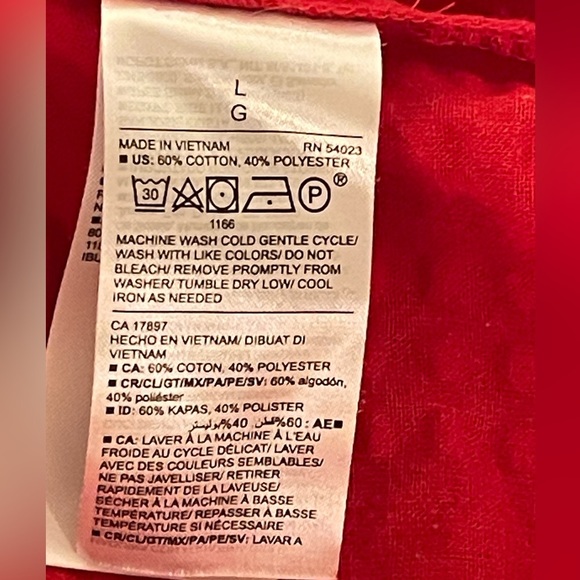 L
G
MADE IN VIETNAM RN 54023
■ US: 60% COTTON, 40% POLYESTER
30 P ®
1166
MACHINE WASH COLD GENTLE CYCLE/
WASH WITH LIKE COLORS/ DO NOT
BLEACH/ REMOVE PROMPTLY FROM
WASHER/ TUMBLE DRY LOW/ COOL
IRON AS NEEDED
CA 17897
HECHO EN VIETNAM/ DIBUAT DI
VIETNAM
■ CA: 60% COTON, 40% POLYESTER
■ CR/CL/GT/MX/PA/PE/SV: 60% algodón,
40% poliéster
■ ID: 60% KAPAS, 40% POLISTER
■AE : 60% قطن, 40% بوليستر
■ CA: LAVER À LA MACHINE À L'EAU
FROIDE AU CYCLE DÉLICAT/ LAVER
AVEC DES COULEURS SEMBLABLES/
NE PAS JAVELLISER/ RETIRER
RAPIDEMENT DE LA LAVEUSE/
SÉCHER À LA MACHINE À BASSE
TEMPÉRATURE/ REPASSER À BASSE
TEMPÉRATURE SI NÉCESSAIRE
■ CR/CL/GT/MX/PA/PE/SV: LAVAR A